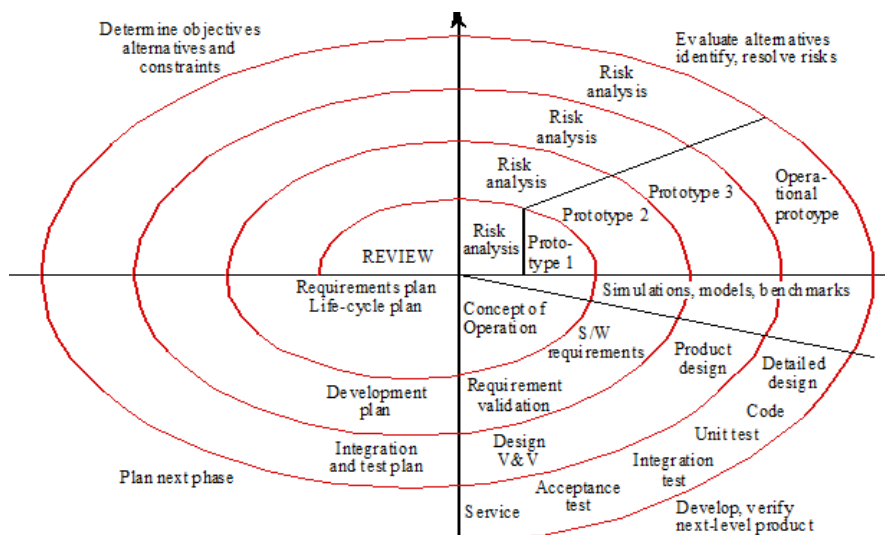 Determine objectives
alternatives and
constraints
Evaluate alternatives
identify, resolve risks
Risk
analysis
Risk
analysis
Risk
analysis
Risk
analysis
Proto-
type 1
Prototype 2
Prototype 3
Opera-
tional
protoype
REVIEW
Requirements plan
Life-cycle plan
Simulations, models, benchmarks
Concept of
Operation
S/W
requirements
Product
design
Detailed
design
Development
plan
Requirement
validation
Code
Unit test
Integration
and test plan
Design
V&V
Integration
test
Plan next phase
Acceptance
test
Service
Develop, verify
next-level product